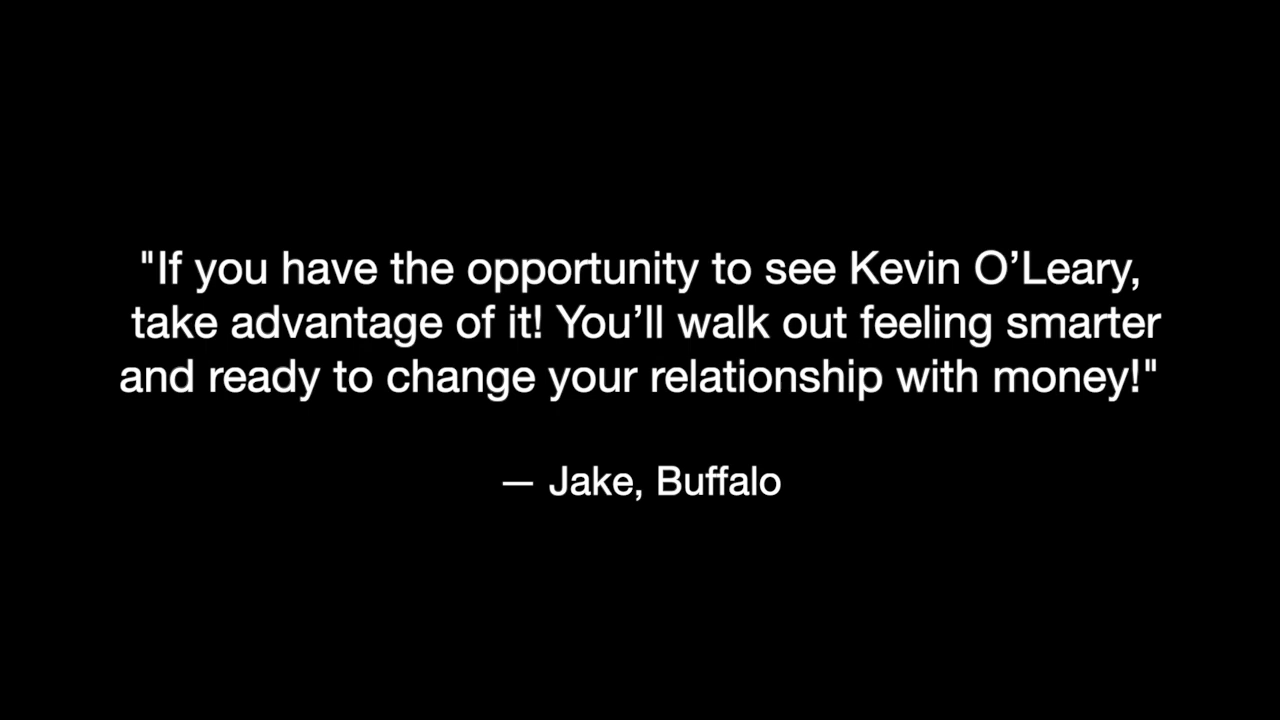 "If you have the opportunity to see Kevin O’Leary,
take advantage of it! You’ll walk out feeling smarter
and ready to change your relationship with money!"
— Jake, Buffalo